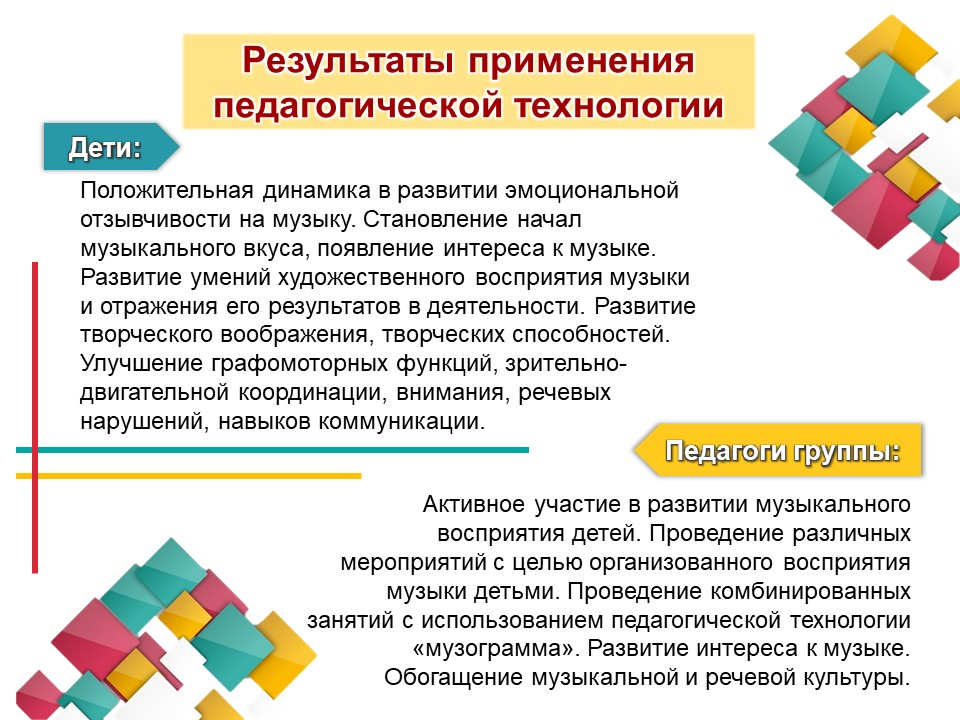 Результаты применения
педагогической технологии
Дети:
Положительная динамика в развитии эмоциональной
отзывчивости на музыку. Становление начал
музыкального вкуса, появление интереса к музыке.
Развитие умений художественного восприятия музыки
и отражения его результатов в деятельности. Развитие
творческого воображения, творческих способностей.
Улучшение графомоторных функций, зрительно-
двигательной координации, внимания, речевых
нарушений, навыков коммуникации.
Педагоги группы:
Активное участие в развитии музыкального
восприятия детей. Проведение различных
мероприятий с целью организованного восприятия
музыки детьми. Проведение комбинированных
занятий с использованием педагогической технологии
«музограмма». Развитие интереса к музыке.
Обогащение музыкальной и речевой культуры.